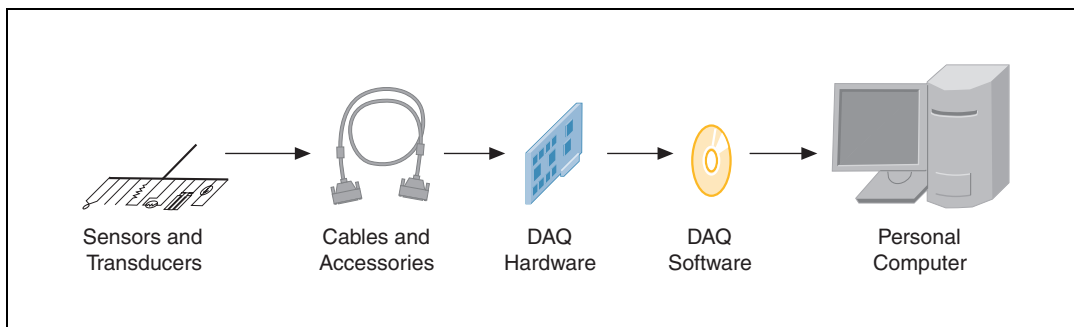 Sensors and
Transducers
Cables and
Accessories
DAQ
Hardware
DAQ
Software
Personal
Computer